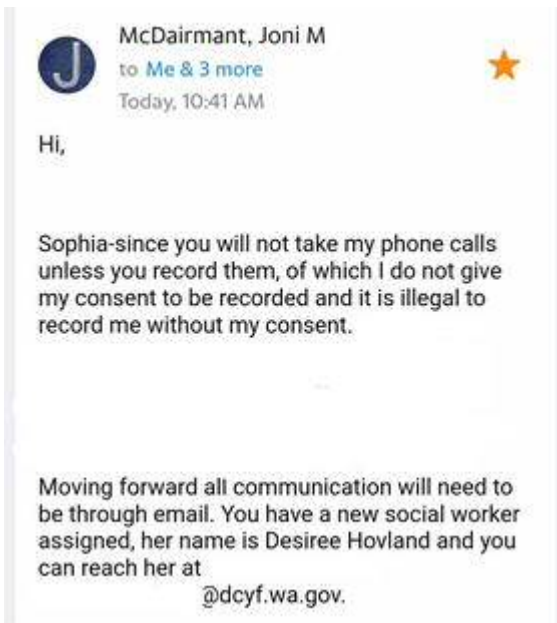 J
McDairmant, Joni M
to Me & 3 more
Today, 10:41 AM
Hi,
Sophia-since you will not take my phone calls
unless you record them, of which I do not give
my consent to be recorded and it is illegal to
record me without my consent.
Moving forward all communication will need to
be through email. You have a new social worker
assigned, her name is Desiree Hovland and you
can reach her at
@dcyf.wa.gov.